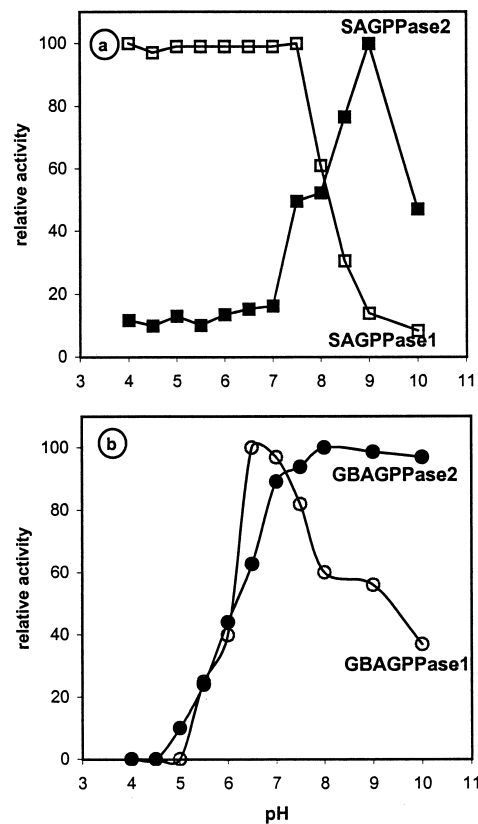 a
SAGPPase2
100
80
60
40
20
0
relative activity
SAGPPase1
3 4 5 6 7 8 9 10 11
b
100
80
60
40
20
0
relative activity
GBAGPPase2
GBAGPPase1
3 4 5 6 7 8 9 10 11
pH